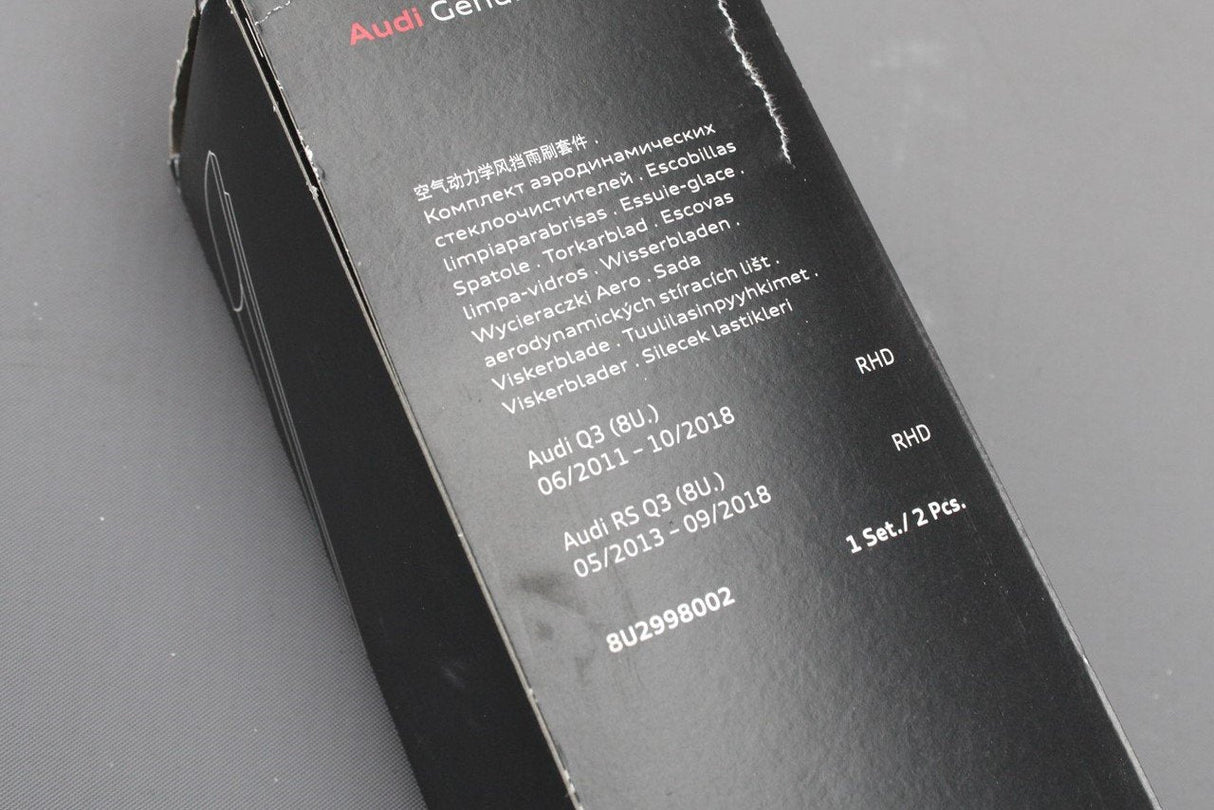 Audi
空气动力学风挡雨刷套件 .
Комплект аэродинамических
стеклоочистителей . Escobillas
limpiaparabrisas . Essuie-glace .
Spatole . Torkarblad . Escovas
limpa-vidros . Wisserbladen .
Wycieraczki Aero . Sada
aerodynamických stíracích lišt .
Viskerblade . Tuulilasinpyyhkimet .
Viskerblader . Silecek lastikleri
Audi Q3 (8U.) RHD
06/2011 – 10/2018
Audi RS Q3 (8U.) RHD
05/2013 – 09/2018
8U2998002 1 Set./ 2 Pcs.